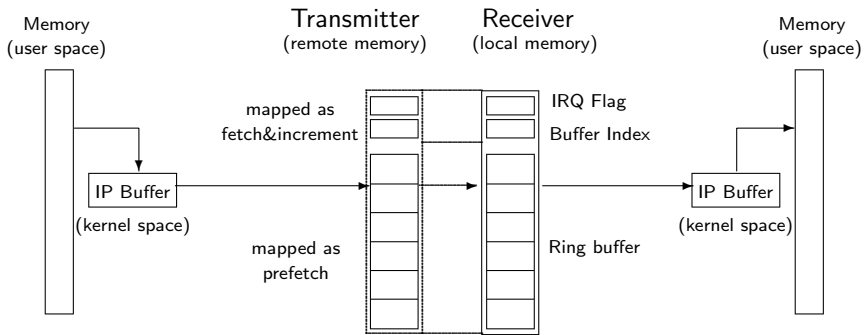 Memory
(user space)
Transmitter
(remote memory)
Receiver
(local memory)
Memory
(user space)
mapped as
fetch&increment
IRQ Flag
Buffer Index
IP Buffer
(kernel space)
IP Buffer
(kernel space)
mapped as
prefetch
Ring buffer